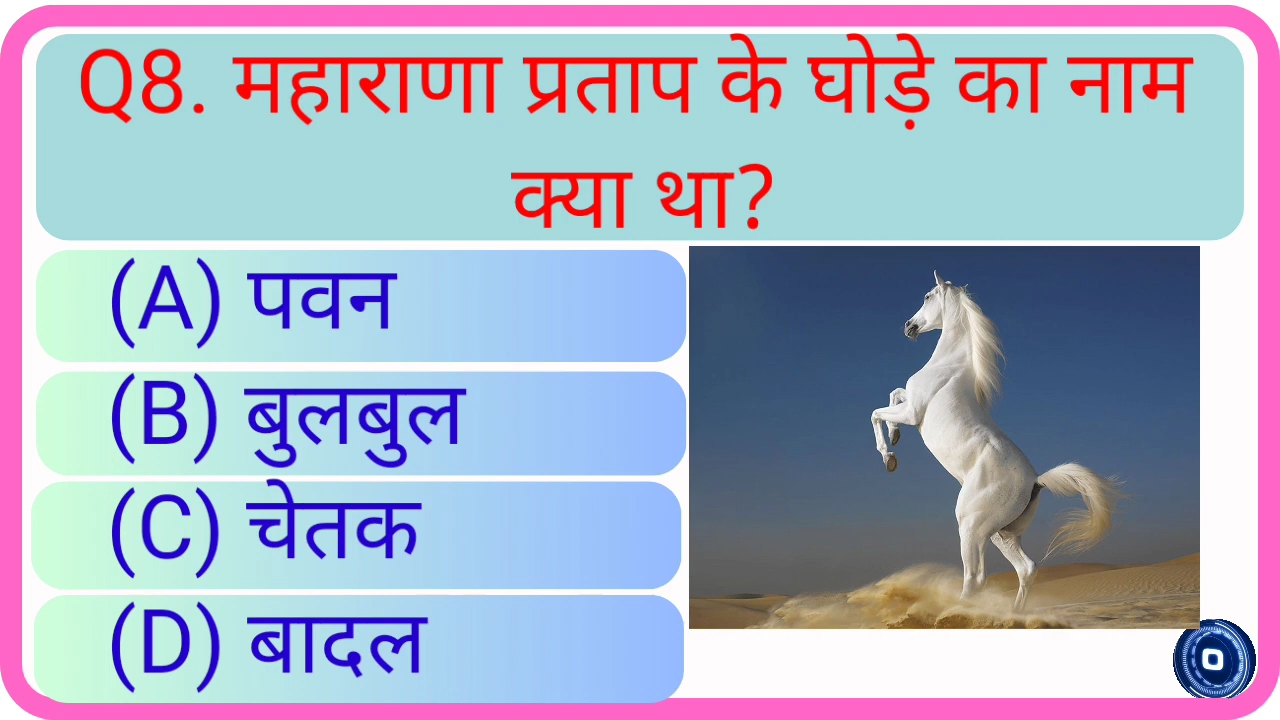 Q8. महाराणा प्रताप के घोड़े का नाम
क्या था?
(A) पवन
(B) बुलबुल
(C) चेतक
(D) बादल